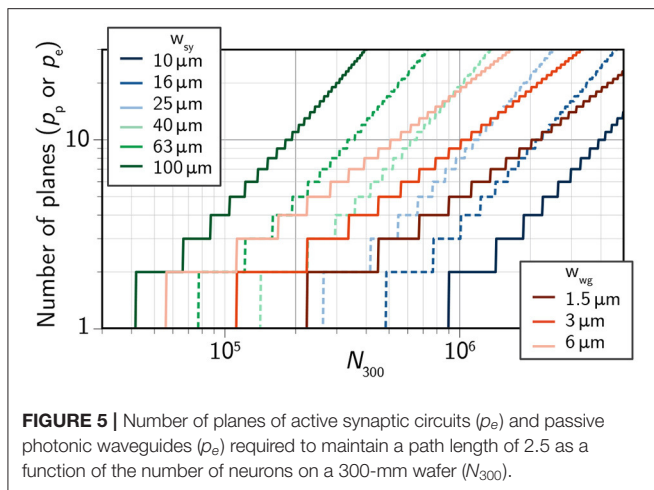 Number of planes (p_p or p_e)
10
1
w_sy
10 μm
16 μm
25 μm
40 μm
63 μm
100 μm
w_wg
1.5 μm
3 μm
6 μm
10^5
10^6
N_300
FIGURE 5 | Number of planes of active synaptic circuits (p_e) and passive
photonic waveguides (p_e) required to maintain a path length of 2.5 as a
function of the number of neurons on a 300-mm wafer (N_300).